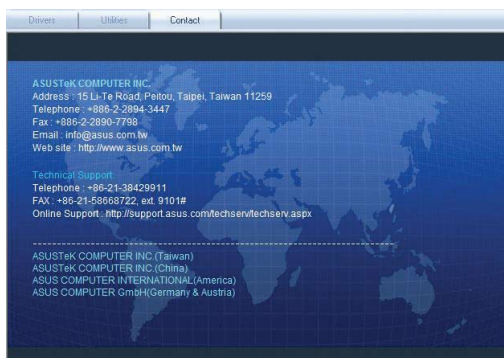 Drivers Utilities Contact
ASUSTeK COMPUTER INC.
Address : 15 Li-Te Road, Peitou, Taipei, Taiwan 11259
Telephone : +886-2-2894-3447
Fax : +886-2-2890-7798
Email : info@asus.com.tw
Web site : http://www.asus.com.tw
Technical Support
Telephone : +86-21-38429911
FAX : +86-21-58668722, ext. 9101#
Online Support : http://support.asus.com/techserv/techserv.aspx
ASUSTeK COMPUTER INC.(Taiwan)
ASUSTeK COMPUTER INC.(China)
ASUS COMPUTER INTERNATIONAL(America)
ASUS COMPUTER GmbH(Germany & Austria)